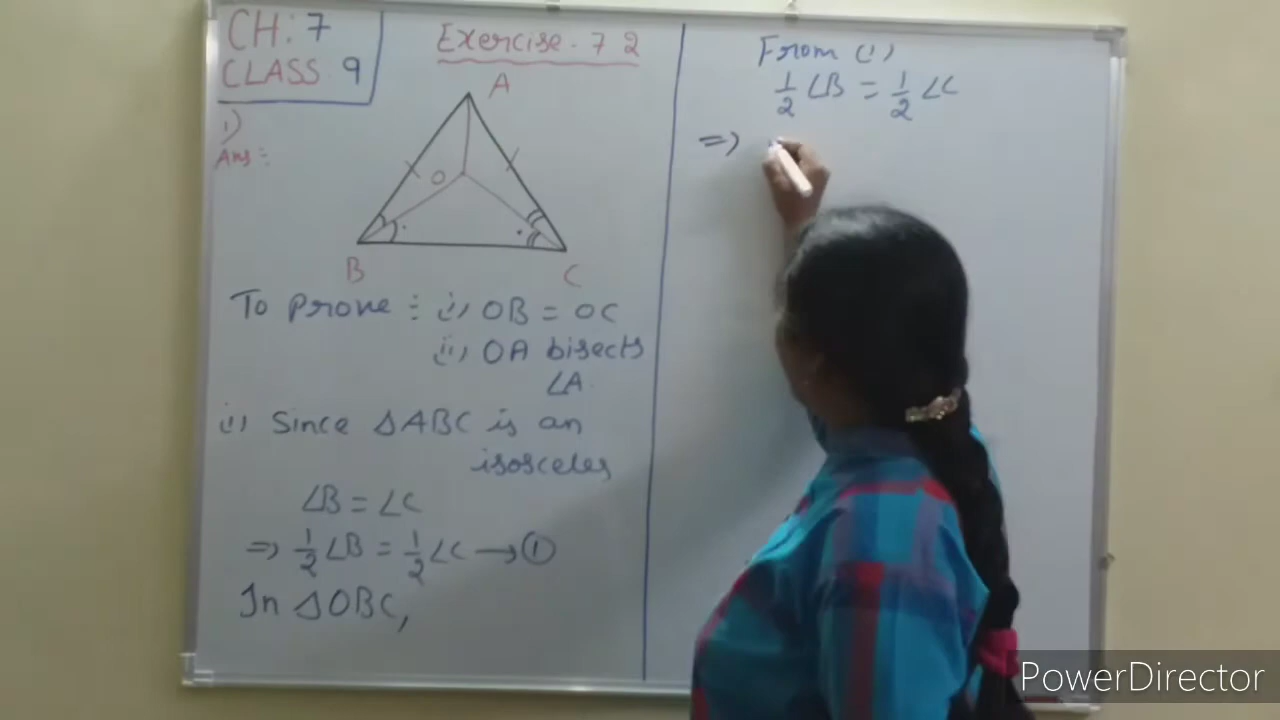 CH: 7
CLASS 9
Exercise. 7 2
1)
Ans :-
A
O
B
C
To Prove :- i) OB = OC
ii) OA bisects
∠A.
i) Since △ABC is an
isosceles
∠B = ∠C
=> 1/2 ∠B = 1/2 ∠C → ①
In △OBC,
From (1)
1/2 ∠B = 1/2 ∠C
=>
PowerDirector